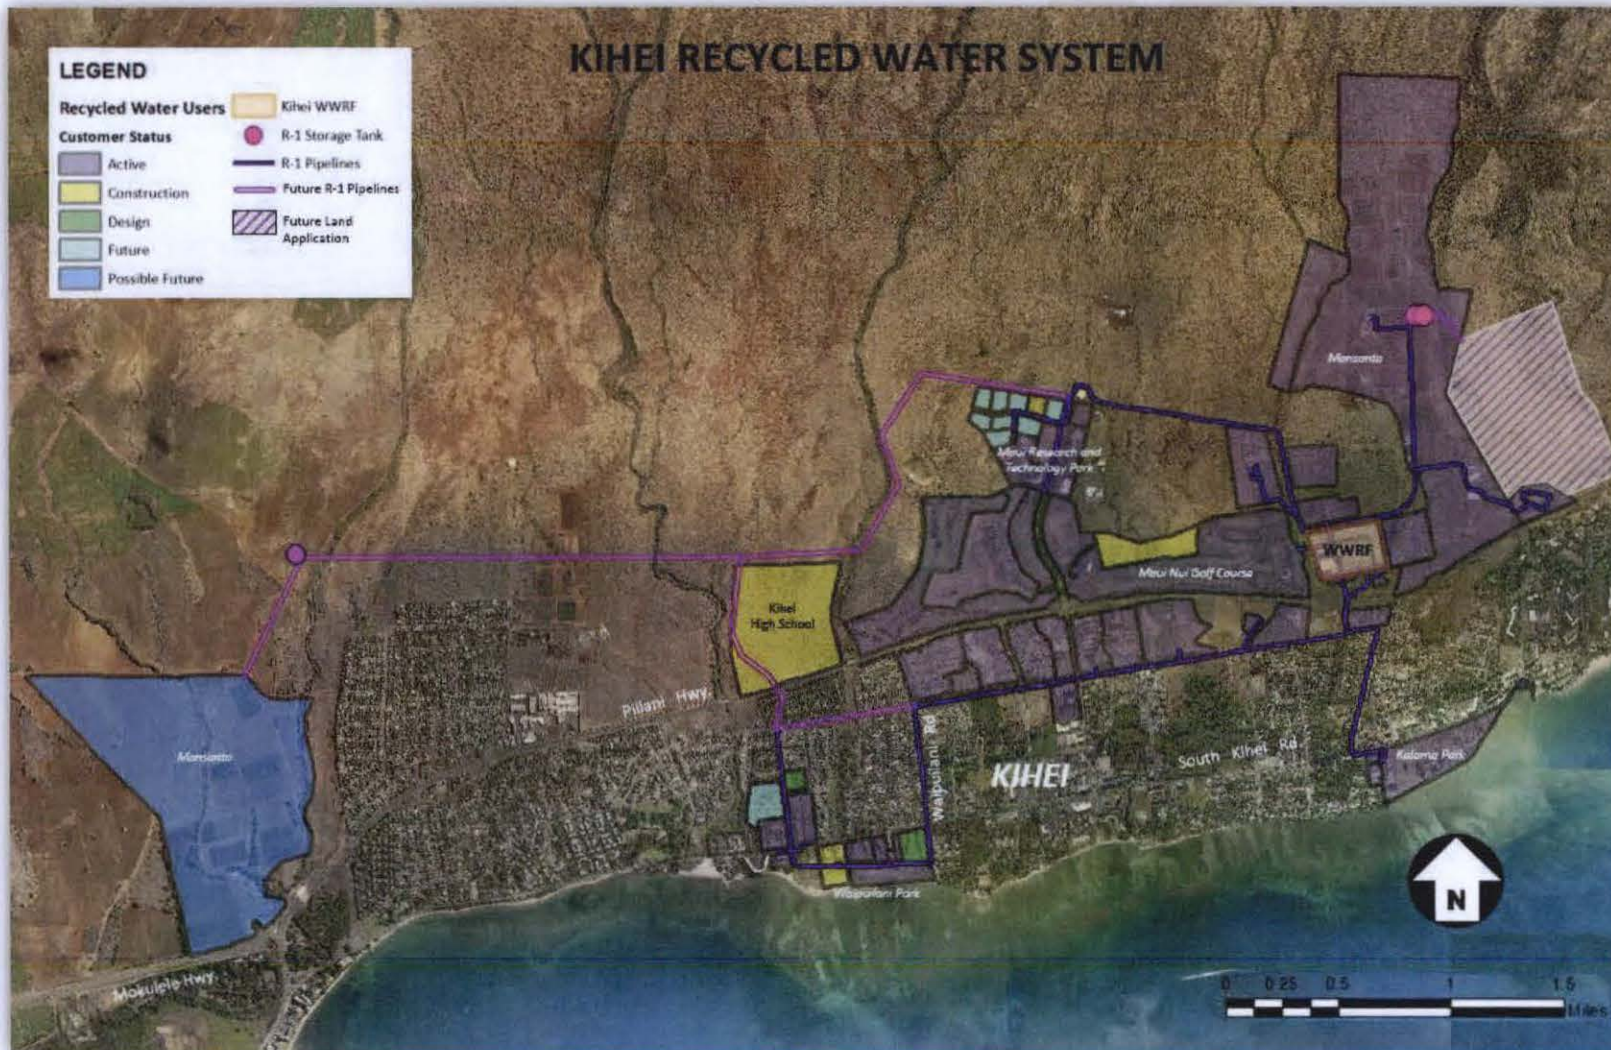 KIHEI RECYCLED WATER SYSTEM
LEGEND
Recycled Water Users
Customer Status
Active
Construction
Design
Future
Possible Future
Kihei WWRF
R-1 Storage Tank
R-1 Pipelines
Future R-1 Pipelines
Future Land
Application
Monsanto
Maui Research and
Technology Park
WWRF
Maui Nui Golf Course
Kihei
High School
Piilani Hwy.
Waipuilani Rd
KIHEI
South Kihei Rd.
Kalama Park
Monsanto
Waipuilani Park
Mokulele Hwy.
N
0 0.25 0.5 1 1.5
Miles